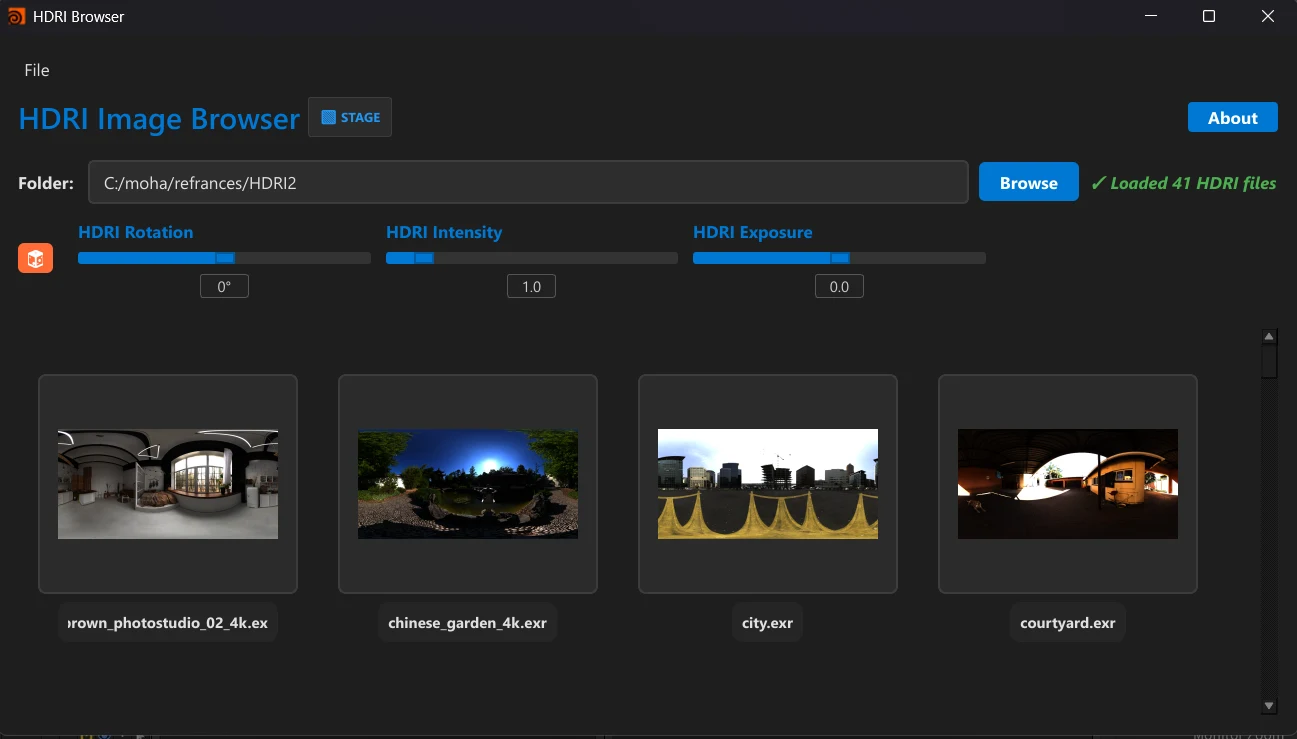 HDRI Browser
File
HDRI Image Browser
STAGE
About
Folder:
C:/moha/refrances/HDRI2
Browse
✓ Loaded 41 HDRI files
HDRI Rotation
HDRI Intensity
HDRI Exposure
0°
1.0
0.0
brown_photostudio_02_4k.ex
chinese_garden_4k.exr
city.exr
courtyard.exr